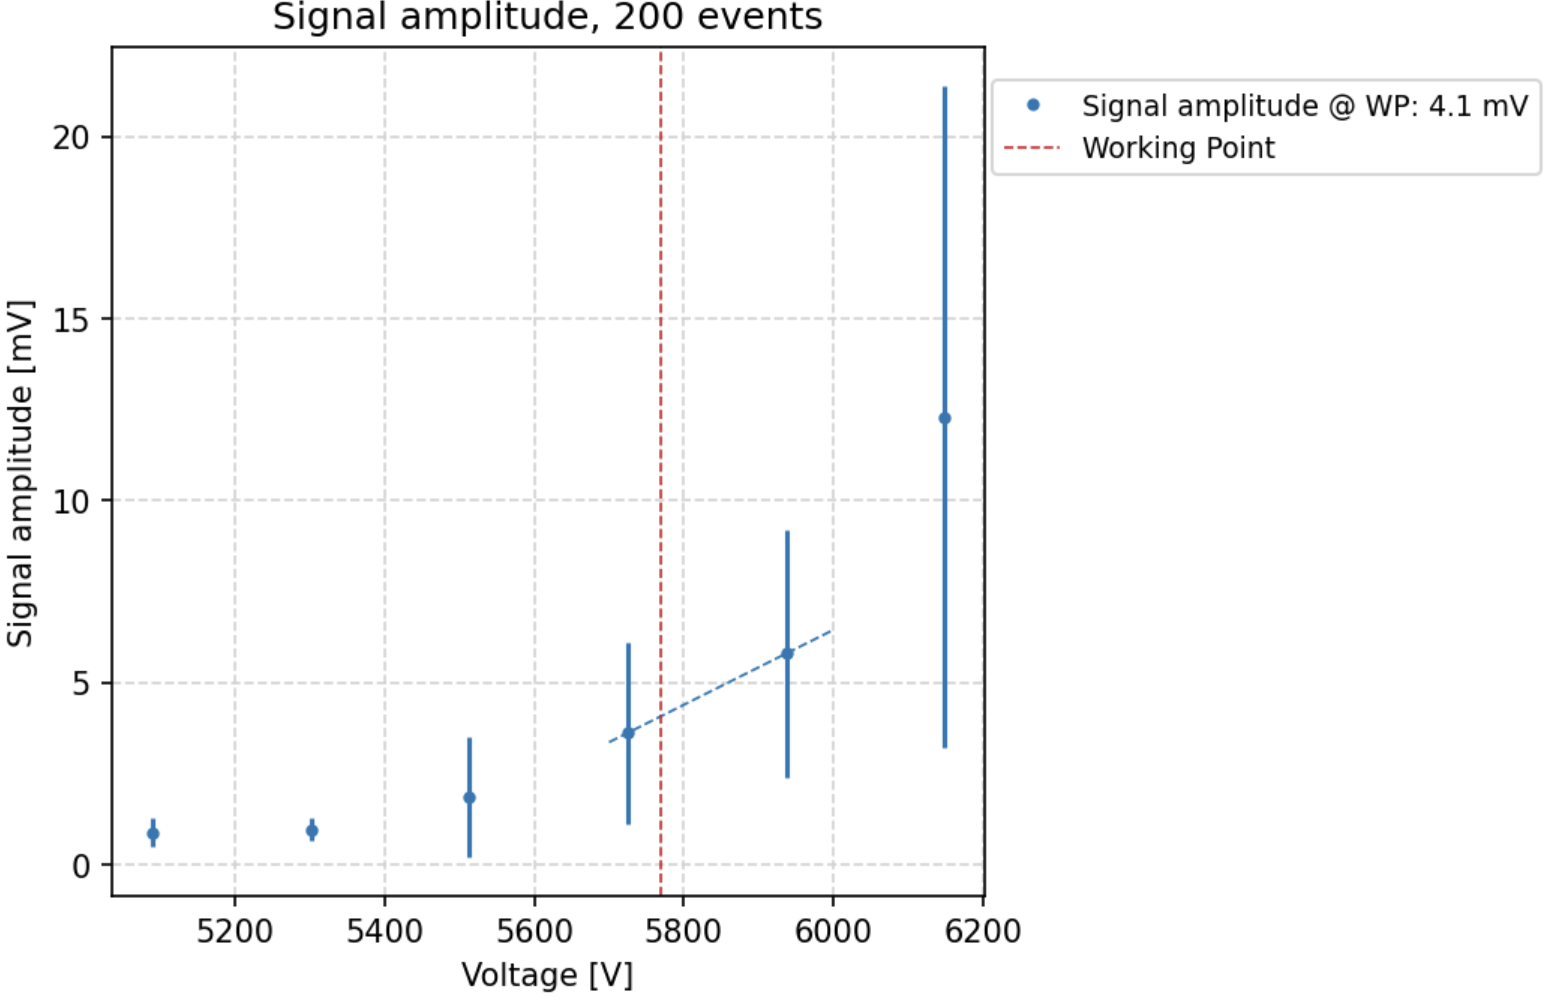 Signal amplitude, 200 events
Signal amplitude @ WP: 4.1 mV
Working Point
Signal amplitude [mV]
20
15
10
5
0
5200 5400 5600 5800 6000 6200
Voltage [V]